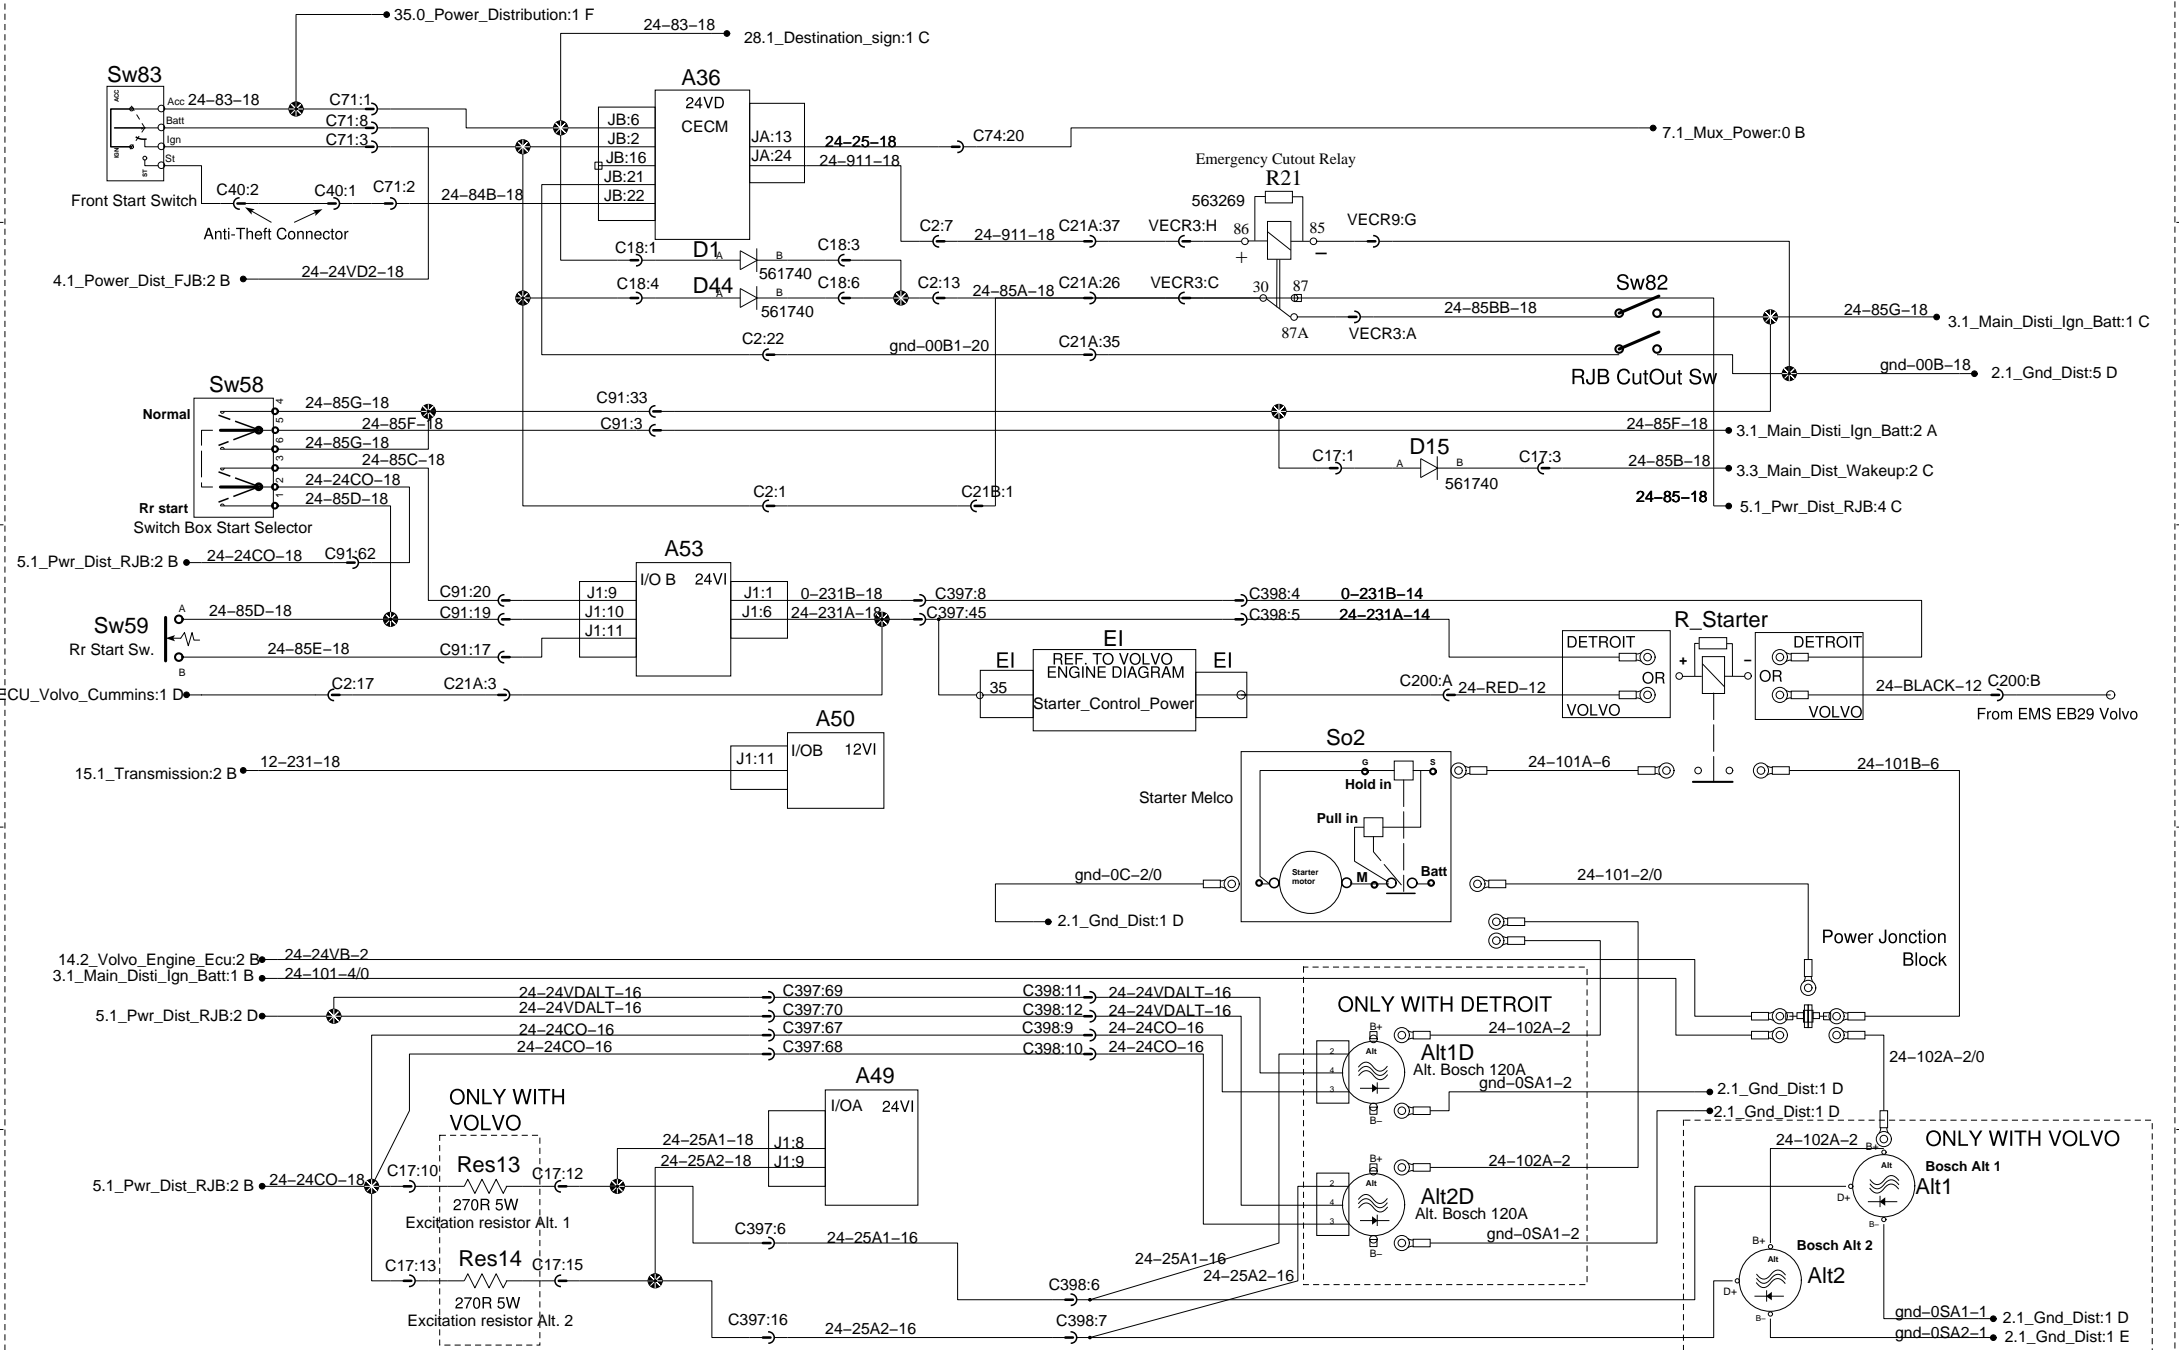 35.0_Power_Distribution:1 F
24-83-18
28.1_Destination_sign:1 C
Sw83
ACC
IGN
ST
Acc
Batt
Ign
St
24-83-18
C71:1
C71:8
C71:3
Front Start Switch
C40:2
C40:1
C71:2
24-84B-18
Anti-Theft Connector
4.1_Power_Dist_FJB:2 B
24-24VD2-18
A36
24VD
CECM
JB:6
JB:2
JB:16
JB:21
JB:22
JA:13
JA:24
24-25-18
24-911-18
C74:20
7.1_Mux_Power:0 B
Emergency Cutout Relay
R21
563269
86
85
+
−
VECR9:G
C2:7
24-911-18
C21A:37
VECR3:H
C18:1
D1
A
B
561740
C18:3
C18:4
D44
A
B
561740
C18:6
C2:13
24-85A-18
C21A:26
VECR3:C
30
87
87A
VECR3:A
24-85BB-18
Sw82
24-85G-18
3.1_Main_Disti_Ign_Batt:1 C
C2:22
gnd-00B1-20
C21A:35
RJB CutOut Sw
gnd-00B-18
2.1_Gnd_Dist:5 D
Sw58
Normal
Rr start
Switch Box Start Selector
4
5
6
3
2
1
24-85G-18
24-85F-18
24-85G-18
24-85C-18
24-24CO-18
24-85D-18
C91:33
C91:3
24-85F-18
3.1_Main_Disti_Ign_Batt:2 A
C17:1
D15
A
B
561740
C17:3
24-85B-18
3.3_Main_Dist_Wakeup:2 C
C2:1
C21B:1
24-85-18
5.1_Pwr_Dist_RJB:4 C
5.1_Pwr_Dist_RJB:2 B
24-24CO-18
C91:62
A53
I/O B
24VI
J1:9
J1:10
J1:11
J1:1
J1:6
C91:20
C91:19
C91:17
Sw59
Rr Start Sw.
A
B
24-85D-18
24-85E-18
ECU_Volvo_Cummins:1 D
C2:17
C21A:3
0-231B-18
24-231A-18
C397:8
C397:45
C398:4
C398:5
0-231B-14
24-231A-14
EI
EI
EI
35
REF. TO VOLVO
ENGINE DIAGRAM
Starter_Control_Power
C200:A
24-RED-12
R_Starter
DETROIT
OR
VOLVO
+
−
DETROIT
OR
VOLVO
24-BLACK-12
C200:B
From EMS EB29 Volvo
A50
I/OB
12VI
J1:11
15.1_Transmission:2 B
12-231-18
So2
Starter Melco
G
S
Hold in
Pull in
Starter
motor
M
Batt
24-101A-6
24-101B-6
gnd-0C-2/0
2.1_Gnd_Dist:1 D
24-101-2/0
Power Jonction
Block
14.2_Volvo_Engine_Ecu:2 B
24-24VB-2
3.1_Main_Disti_Ign_Batt:1 B
24-101-4/0
5.1_Pwr_Dist_RJB:2 D
24-24VDALT-16
24-24VDALT-16
24-24CO-16
24-24CO-16
C397:69
C397:70
C397:67
C397:68
C398:11
C398:12
C398:9
C398:10
24-24VDALT-16
24-24VDALT-16
24-24CO-16
24-24CO-16
ONLY WITH DETROIT
B+
Alt
2
4
3
B−
Alt1D
Alt. Bosch 120A
24-102A-2
gnd-0SA1-2
2.1_Gnd_Dist:1 D
2.1_Gnd_Dist:1 D
B+
Alt
2
4
3
B−
Alt2D
Alt. Bosch 120A
24-102A-2
gnd-0SA1-2
24-102A-2/0
ONLY WITH VOLVO
24-102A-2
B+
Alt
D+
B−
Bosch Alt 1
Alt1
B+
D+
B−
Bosch Alt 2
Alt2
gnd-0SA1-1
2.1_Gnd_Dist:1 D
gnd-0SA2-1
2.1_Gnd_Dist:1 E
ONLY WITH
VOLVO
A49
I/OA
24VI
J1:8
J1:9
24-25A1-18
24-25A2-18
5.1_Pwr_Dist_RJB:2 B
24-24CO-18
C17:10
Res13
C17:12
270R 5W
Excitation resistor Alt. 1
C17:13
Res14
C17:15
270R 5W
Excitation resistor Alt. 2
C397:6
24-25A1-16
C397:16
24-25A2-16
C398:6
C398:7
24-25A1-16
24-25A2-16